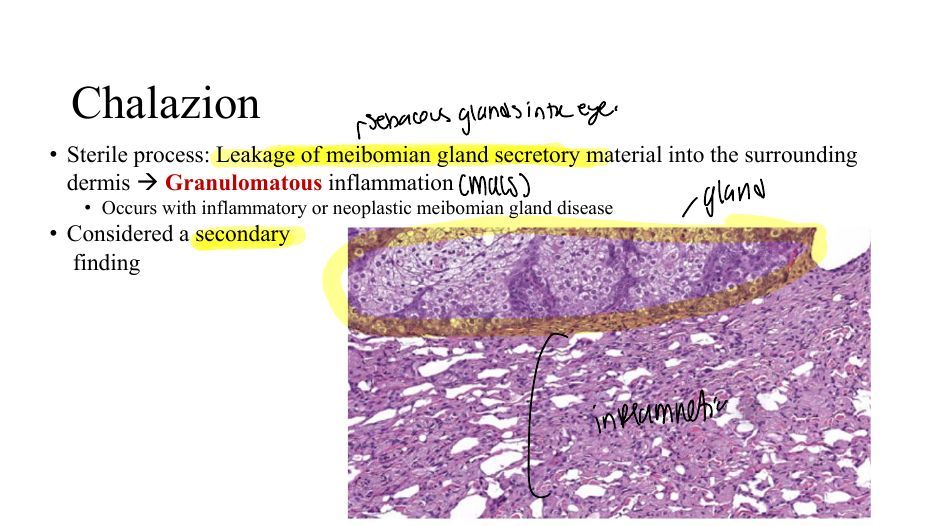 Chalazion
sebaceous glands in the eye.
• Sterile process: Leakage of meibomian gland secretory material into the surrounding
dermis → Granulomatous inflammation (macs)
• Occurs with inflammatory or neoplastic meibomian gland disease
gland
• Considered a secondary
finding